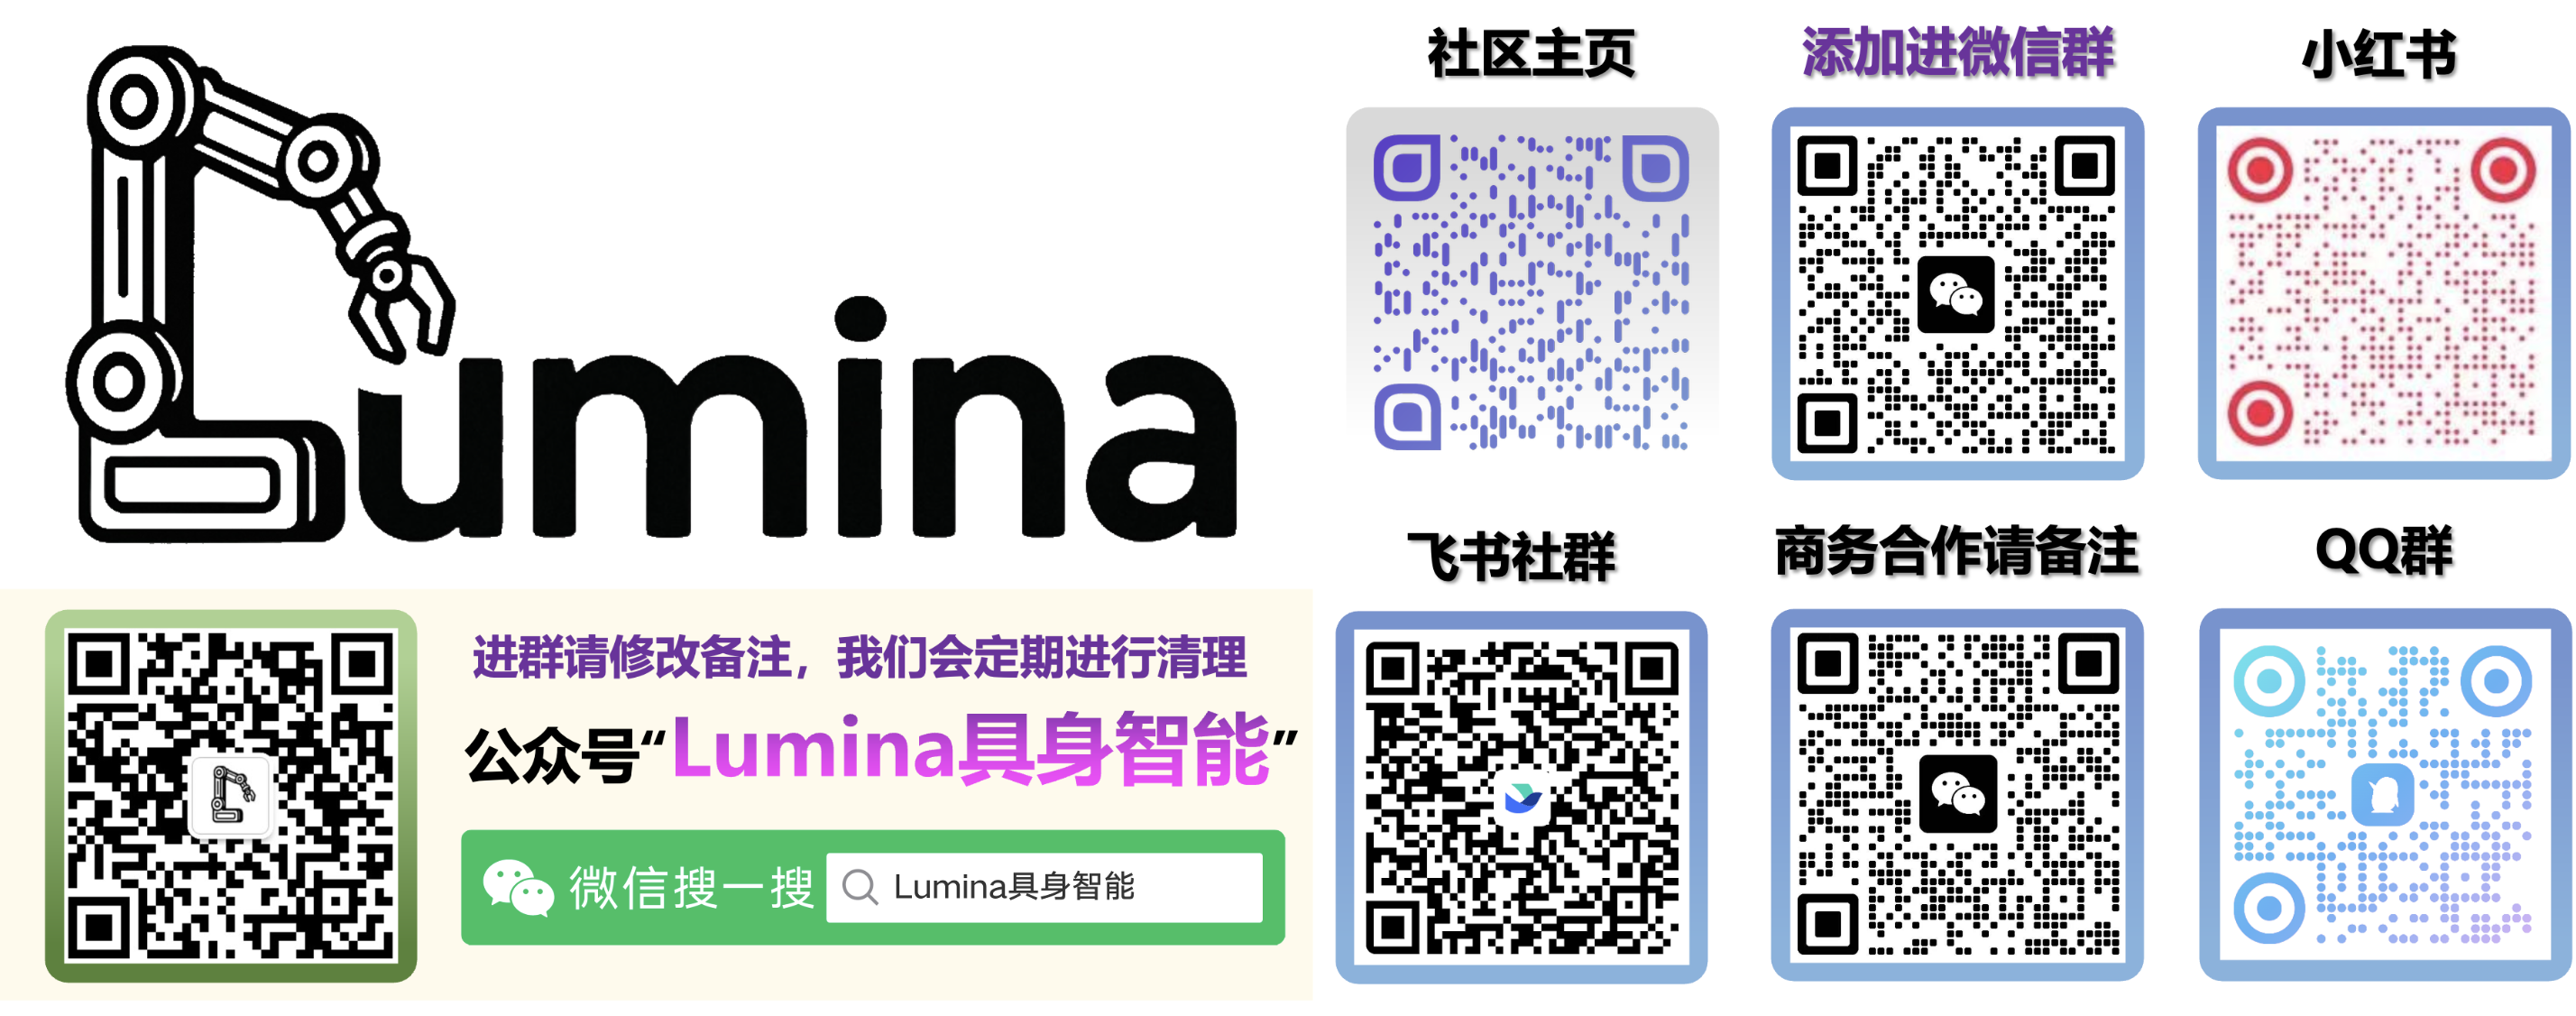 Lumina
进群请修改备注，我们会定期进行清理
公众号“Lumina具身智能”
微信搜一搜 Lumina具身智能
社区主页
添加进微信群
小红书
飞书社群
商务合作请备注
QQ群